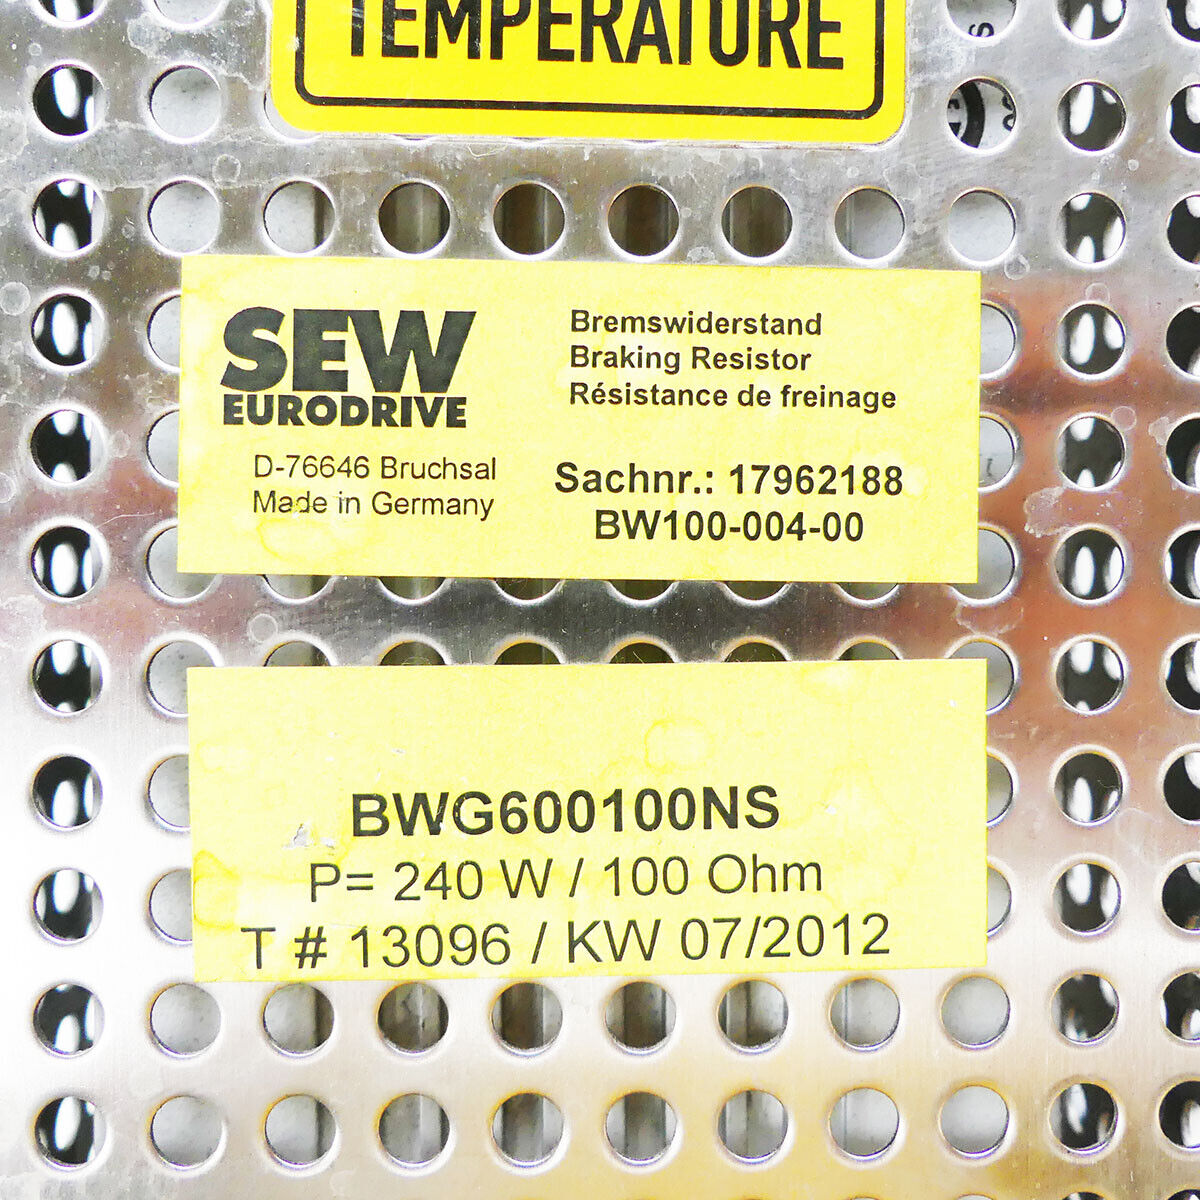 TEMPERATURE
SEW
EURODRIVE
D-76646 Bruchsal
Made in Germany
Bremswiderstand
Braking Resistor
Résistance de freinage
Sachnr.: 17962188
BW100-004-00
BWG600100NS
P= 240 W / 100 Ohm
T # 13096 / KW 07/2012